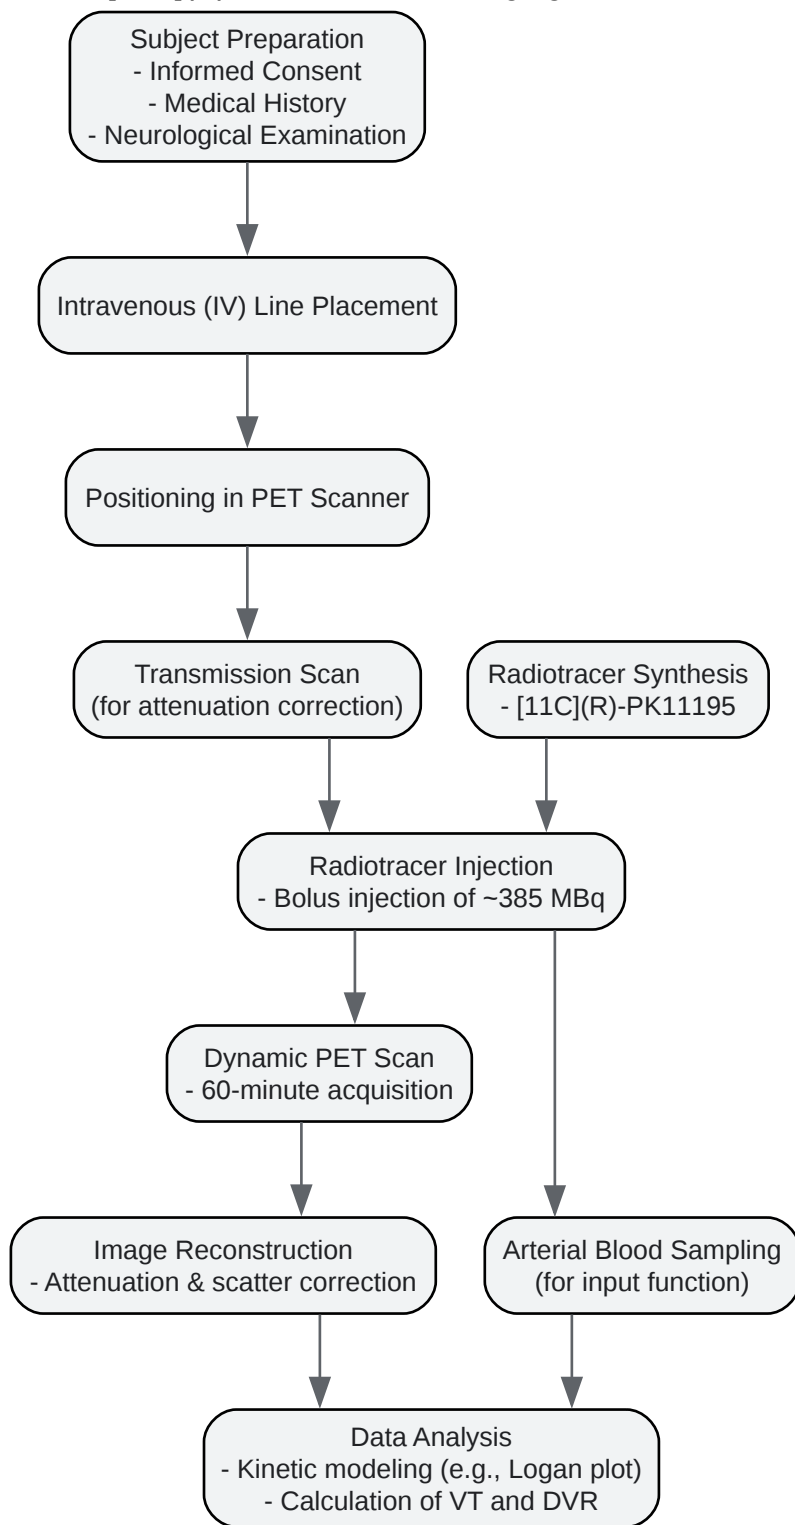 Subject Preparation
- Informed Consent
- Medical History
- Neurological Examination
Intravenous (IV) Line Placement
Positioning in PET Scanner
Transmission Scan
(for attenuation correction)
Radiotracer Synthesis
- [11C](R)-PK11195
Radiotracer Injection
- Bolus injection of ~385 MBq
Dynamic PET Scan
- 60-minute acquisition
Image Reconstruction
- Attenuation & scatter correction
Arterial Blood Sampling
(for input function)
Data Analysis
- Kinetic modeling (e.g., Logan plot)
- Calculation of VT and DVR